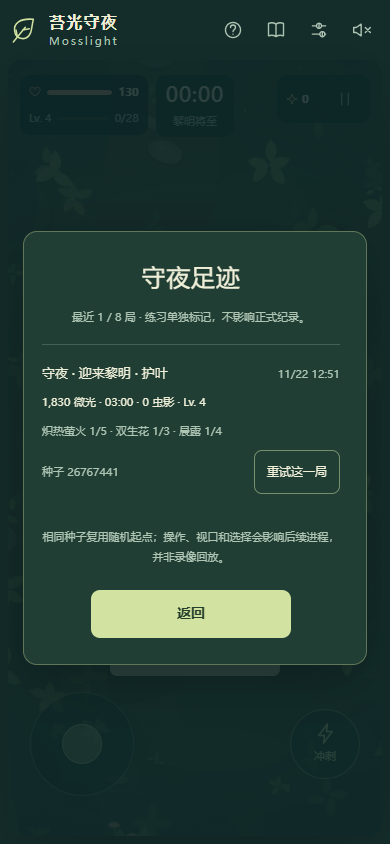 苔光守夜
Mosslight
130
00:00
0
Lv. 4
0/28
黎明将至
守夜足迹
最近 1 / 8 局 · 练习单独标记，不影响正式纪录。
守夜 · 迎来黎明 · 护叶
11/22 12:51
1,830 微光 · 03:00 · 0 虫影 · Lv. 4
炽热萤火 1/5 · 双生花 1/3 · 晨露 1/4
种子 26767441
重试这一局
相同种子复用随机起点；操作、视口和选择会影响后续进程，
并非录像回放。
返回
冲刺